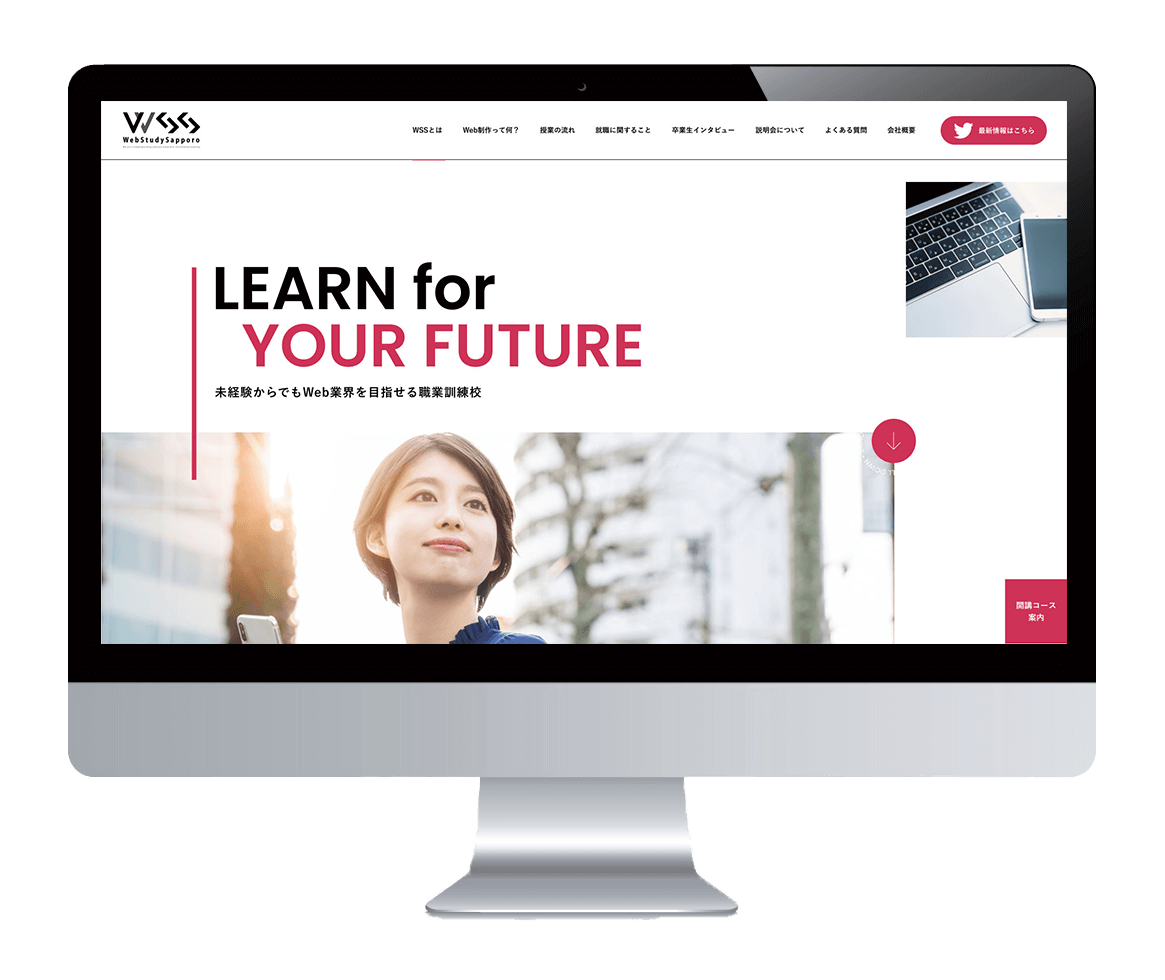 WSS
WebStudySapporo
WSSとは
Web制作って何？
授業の流れ
就職に関すること
卒業生インタビュー
説明会について
よくある質問
会社概要
最新情報はこちら
LEARN for
YOUR FUTURE
未経験からでもWeb業界を目指せる職業訓練校
開講コース
案内